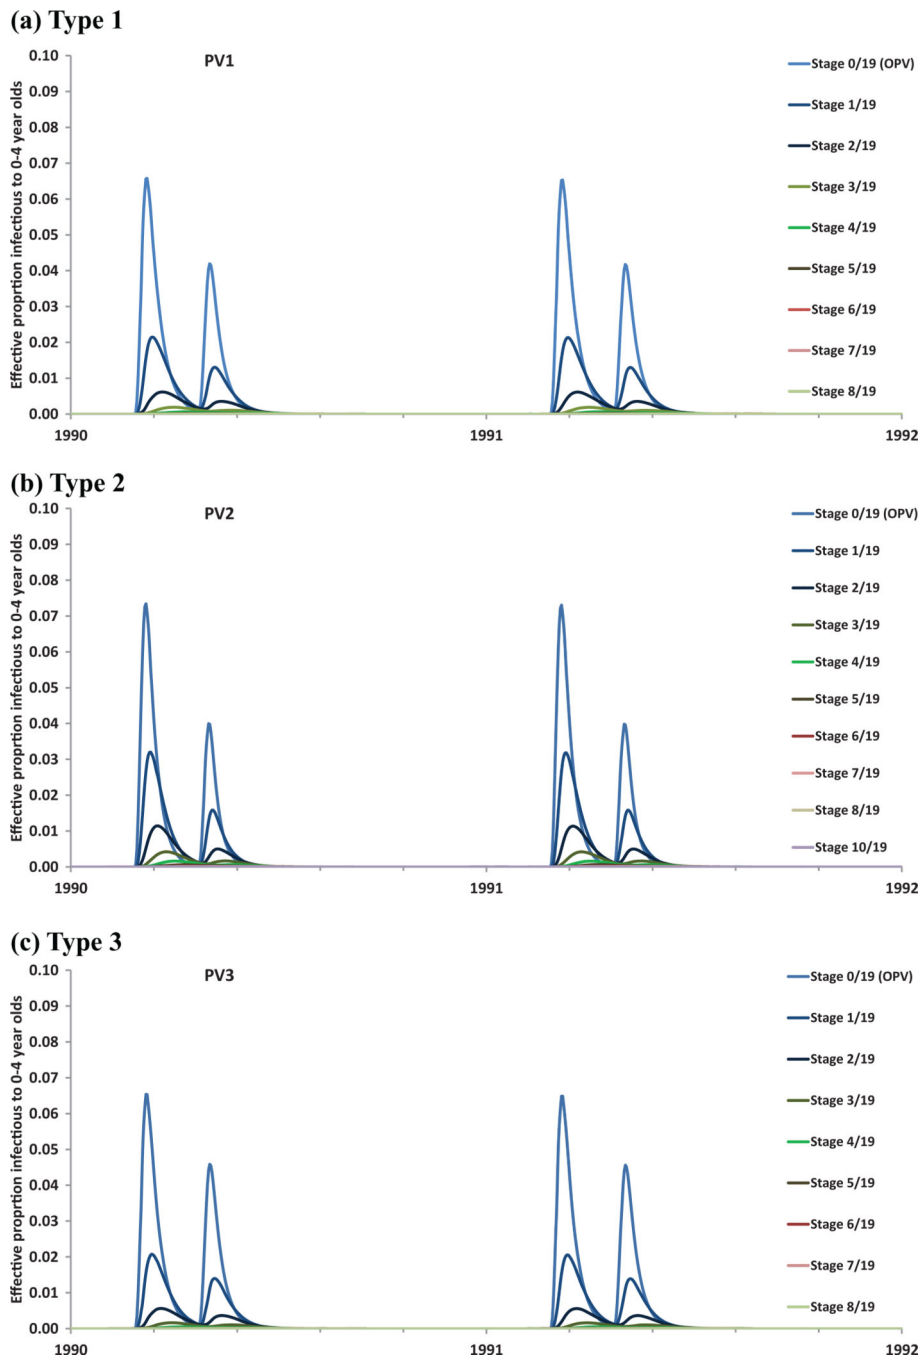 (a) Type 1
PV1
Effective proprtion infectious to 0-4 year olds
0.10
0.09
0.08
0.07
0.06
0.05
0.04
0.03
0.02
0.01
0.00
1990
1991
1992
Stage 0/19 (OPV)
Stage 1/19
Stage 2/19
Stage 3/19
Stage 4/19
Stage 5/19
Stage 6/19
Stage 7/19
Stage 8/19
(b) Type 2
PV2
Effective proprtion infectious to 0-4 year olds
0.10
0.09
0.08
0.07
0.06
0.05
0.04
0.03
0.02
0.01
0.00
1990
1991
1992
Stage 0/19 (OPV)
Stage 1/19
Stage 2/19
Stage 3/19
Stage 4/19
Stage 5/19
Stage 6/19
Stage 7/19
Stage 8/19
Stage 10/19
(c) Type 3
PV3
Effective proprtion infectious to 0-4 year olds
0.10
0.09
0.08
0.07
0.06
0.05
0.04
0.03
0.02
0.01
0.00
1990
1991
1992
Stage 0/19 (OPV)
Stage 1/19
Stage 2/19
Stage 3/19
Stage 4/19
Stage 5/19
Stage 6/19
Stage 7/19
Stage 8/19